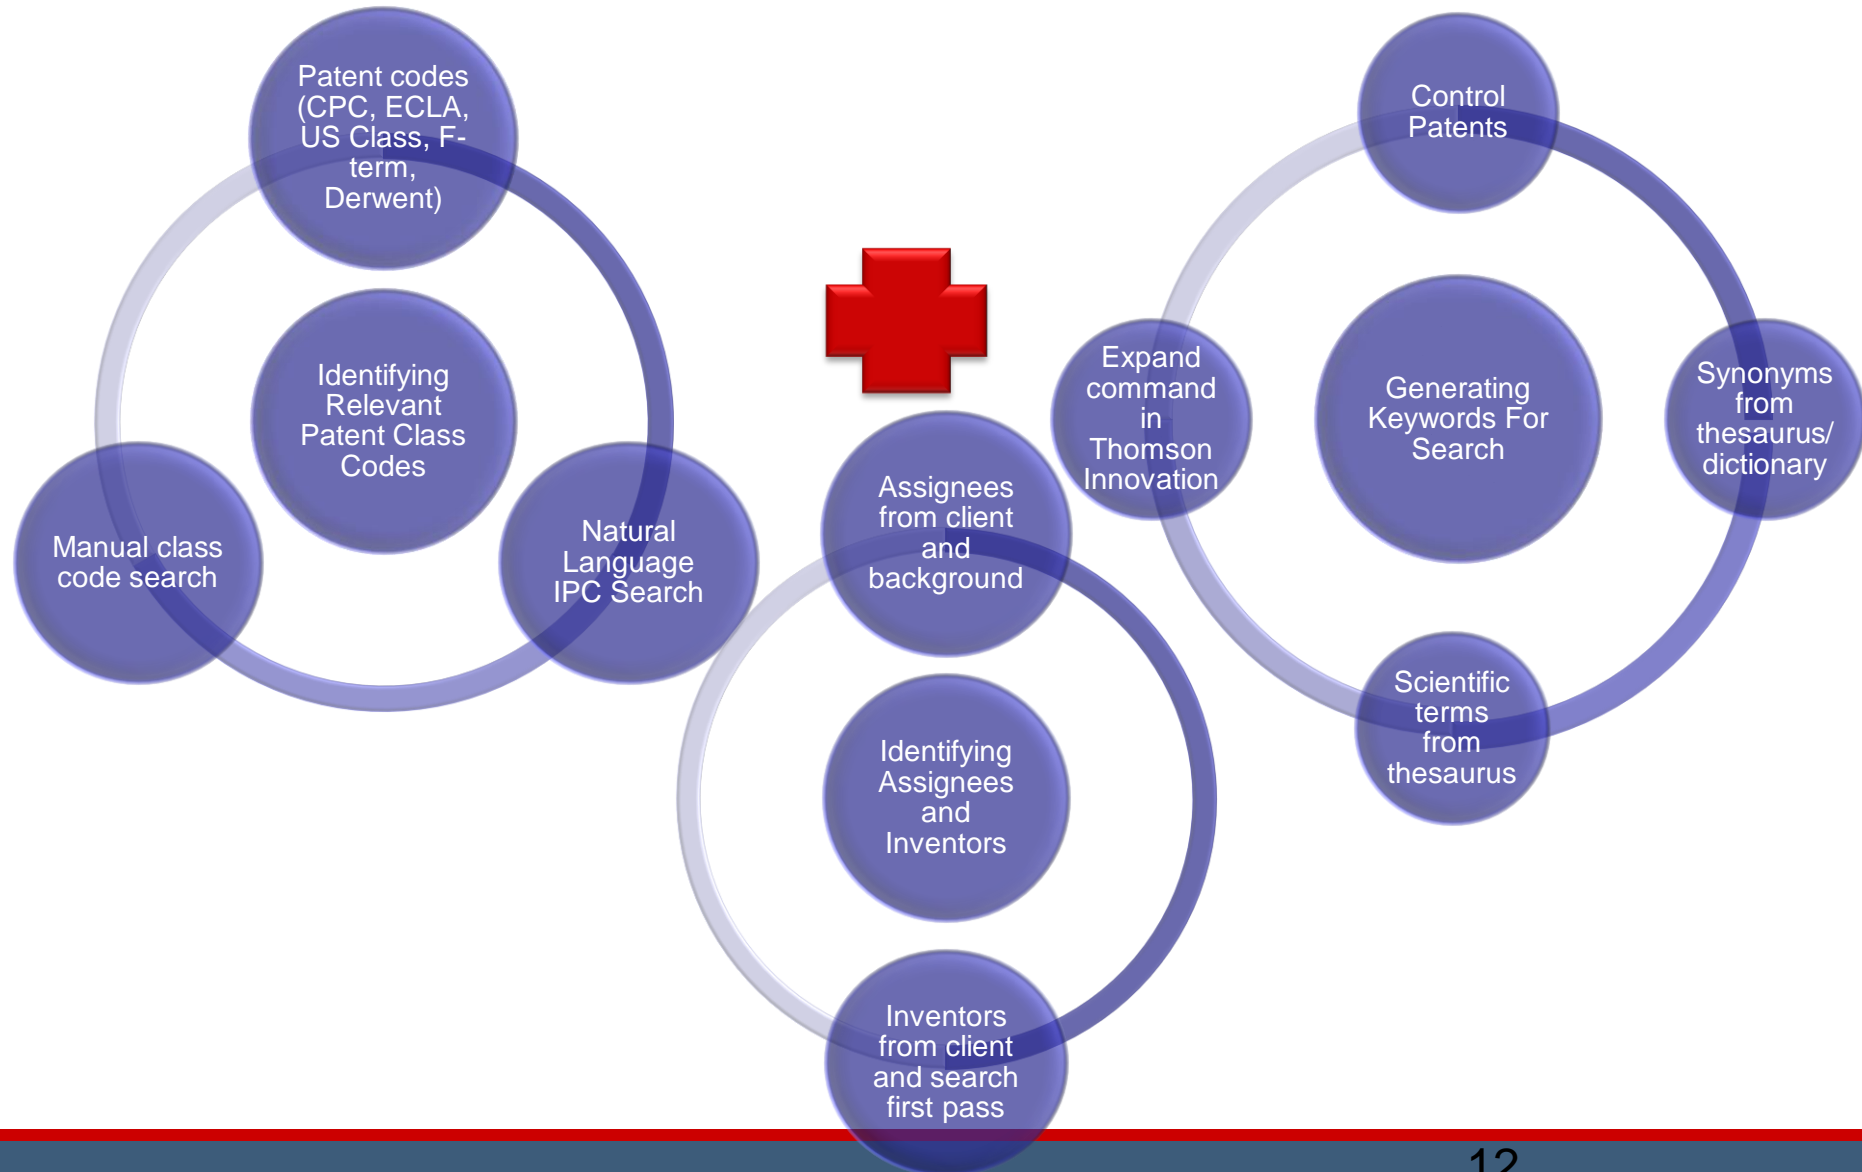 Patent codes
(CPC, ECLA,
US Class, F-
term,
Derwent)
Identifying
Relevant
Patent Class
Codes
Manual class
code search
Natural
Language
IPC Search
Assignees
from client
and
background
Identifying
Assignees
and
Inventors
Inventors
from client
and search
first pass
Control
Patents
Expand
command
in
Thomson
Innovation
Generating
Keywords For
Search
Synonyms
from
thesaurus/
dictionary
Scientific
terms
from
thesaurus
12